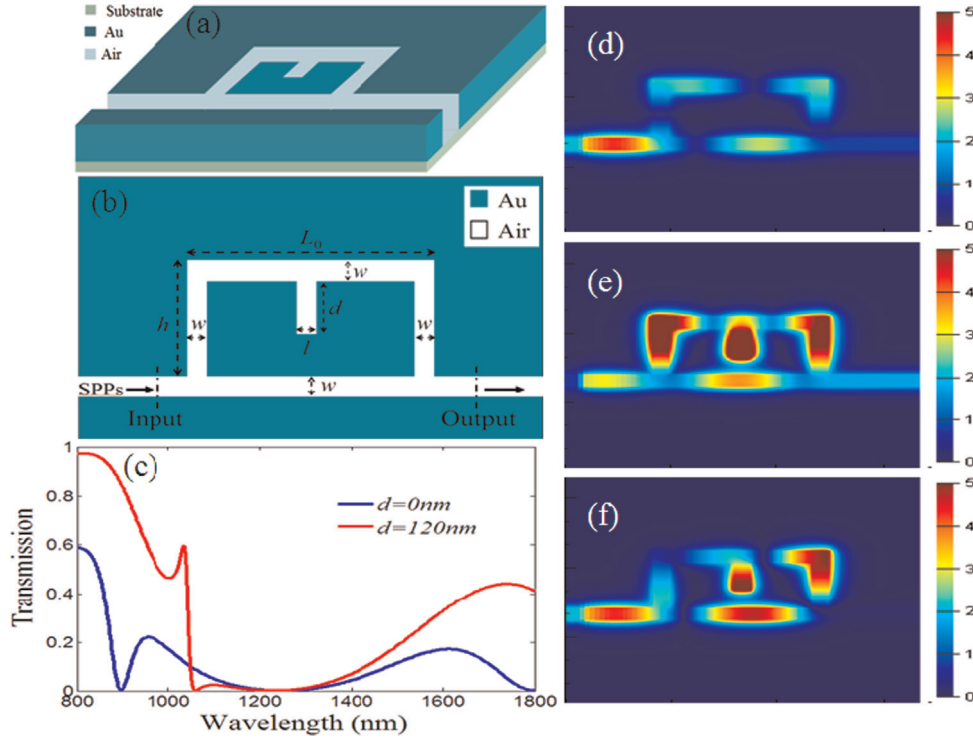 Substrate
Au
Air
(a)
(b)
Au
Air
L₀
w
h
w
d
w
l
w
SPPs
Input
Output
(c)
1
0.8
0.6
0.4
0.2
0
Transmission
d=0nm
d=120nm
800
1000
1200
1400
1600
1800
Wavelength (nm)
(d)
5
4
3
2
1
0
(e)
5
4
3
2
1
0
(f)
5
4
3
2
1
0